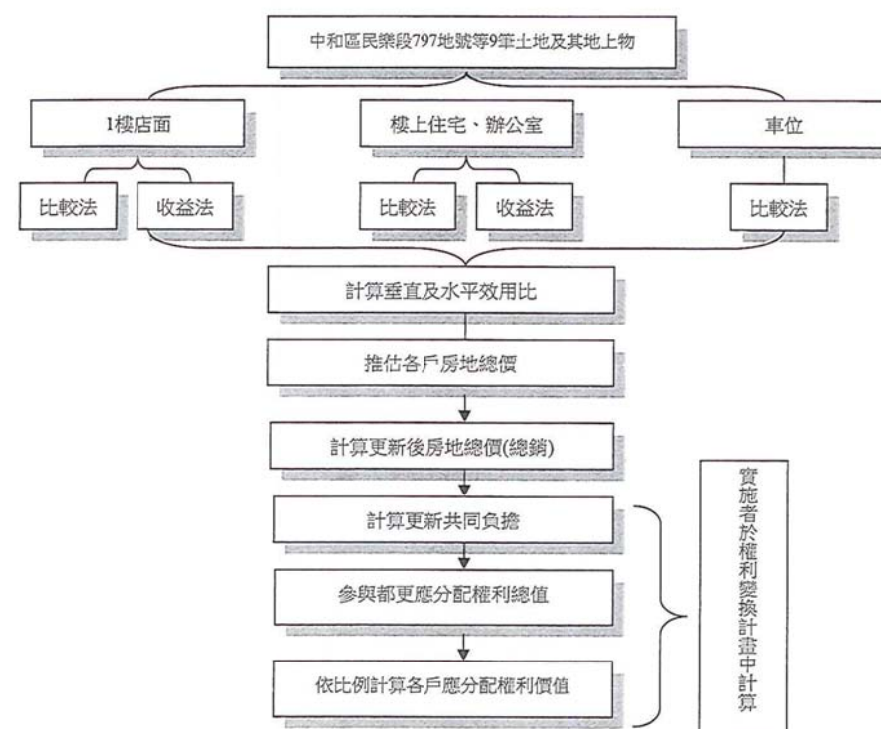 中和區民樂段797地號等9筆土地及其地上物
1樓店面
樓上住宅、辦公室
車位
比較法
收益法
比較法
收益法
比較法
計算垂直及水平效用比
推估各戶房地總價
計算更新後房地總價(總銷)
計算更新共同負擔
參與都更應分配權利總值
依比例計算各戶應分配權利價值
實施者於權利變換計畫中計算